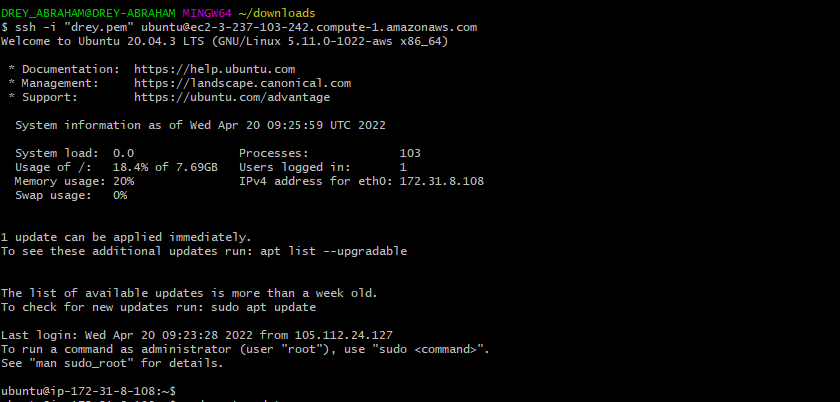 DREY_ABRAHAM@DREY-ABRAHAM MINGW64 ~/downloads
$ ssh -i "drey.pem" ubuntu@ec2-3-237-103-242.compute-1.amazonaws.com
Welcome to Ubuntu 20.04.3 LTS (GNU/Linux 5.11.0-1022-aws x86_64)
* Documentation: https://help.ubuntu.com
* Management: https://landscape.canonical.com
* Support: https://ubuntu.com/advantage
System information as of Wed Apr 20 09:25:59 UTC 2022
System load: 0.0 Processes: 103
Usage of /: 18.4% of 7.69GB Users logged in: 1
Memory usage: 20% IPv4 address for eth0: 172.31.8.108
Swap usage: 0%
1 update can be applied immediately.
To see these additional updates run: apt list --upgradable
The list of available updates is more than a week old.
To check for new updates run: sudo apt update
Last login: Wed Apr 20 09:23:28 2022 from 105.112.24.127
To run a command as administrator (user "root"), use "sudo <command>".
See "man sudo_root" for details.
ubuntu@ip-172-31-8-108:~$